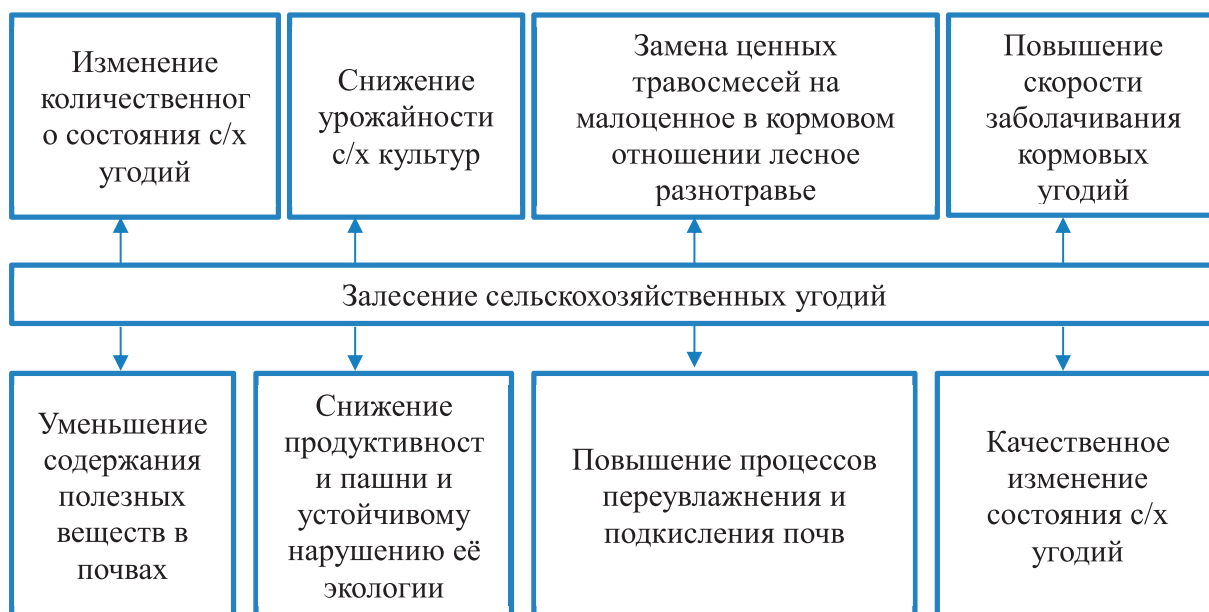 Изменение
количественног
о состояния с/х
угодий
Снижение
урожайности
с/х культур
Замена ценных
травосмесей на
малоценное в кормовом
отношении лесное
разнотравье
Повышение
скорости
заболачивания
кормовых
угодий
Залесение сельскохозяйственных угодий
Уменьшение
содержания
полезных
веществ в
почвах
Снижение
продуктивност
и пашни и
устойчивому
нарушению её
экологии
Повышение процессов
переувлажнения и
подкисления почв
Качественное
изменение
состояния с/х
угодий